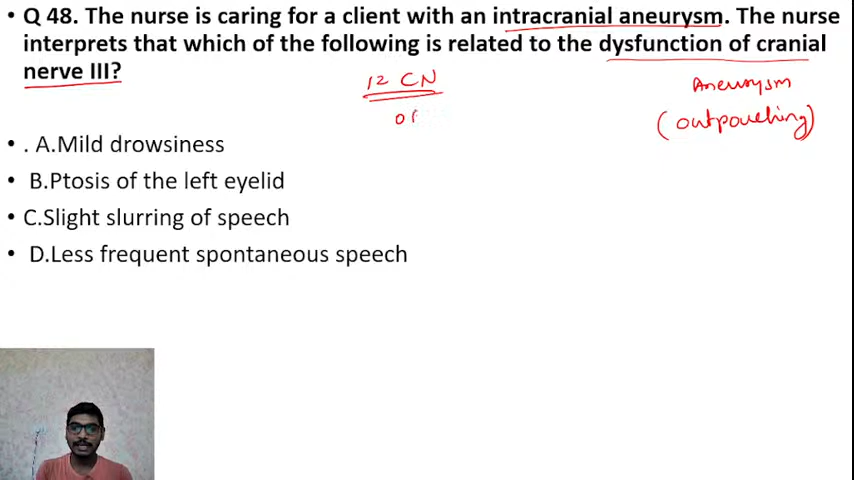 • Q 48. The nurse is caring for a client with an intracranial aneurysm. The nurse
interprets that which of the following is related to the dysfunction of cranial
nerve III?
12 CN
Aneurysm
(outpouching)
• . A.Mild drowsiness
• B.Ptosis of the left eyelid
• C.Slight slurring of speech
• D.Less frequent spontaneous speech